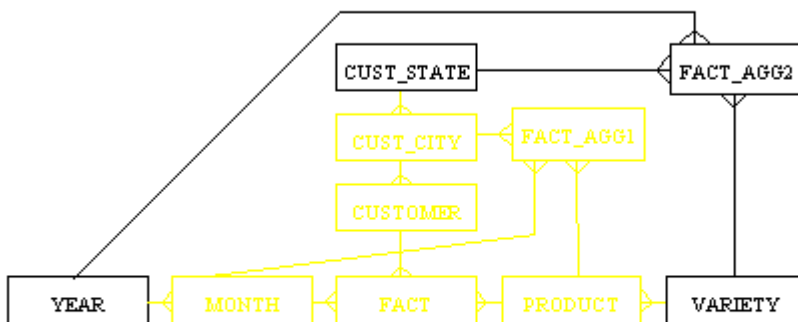 CUST_STATE
FACT_AGG2
CUST_CITY
FACT_AGG1
CUSTOMER
YEAR
MONTH
FACT
PRODUCT
VARIETY